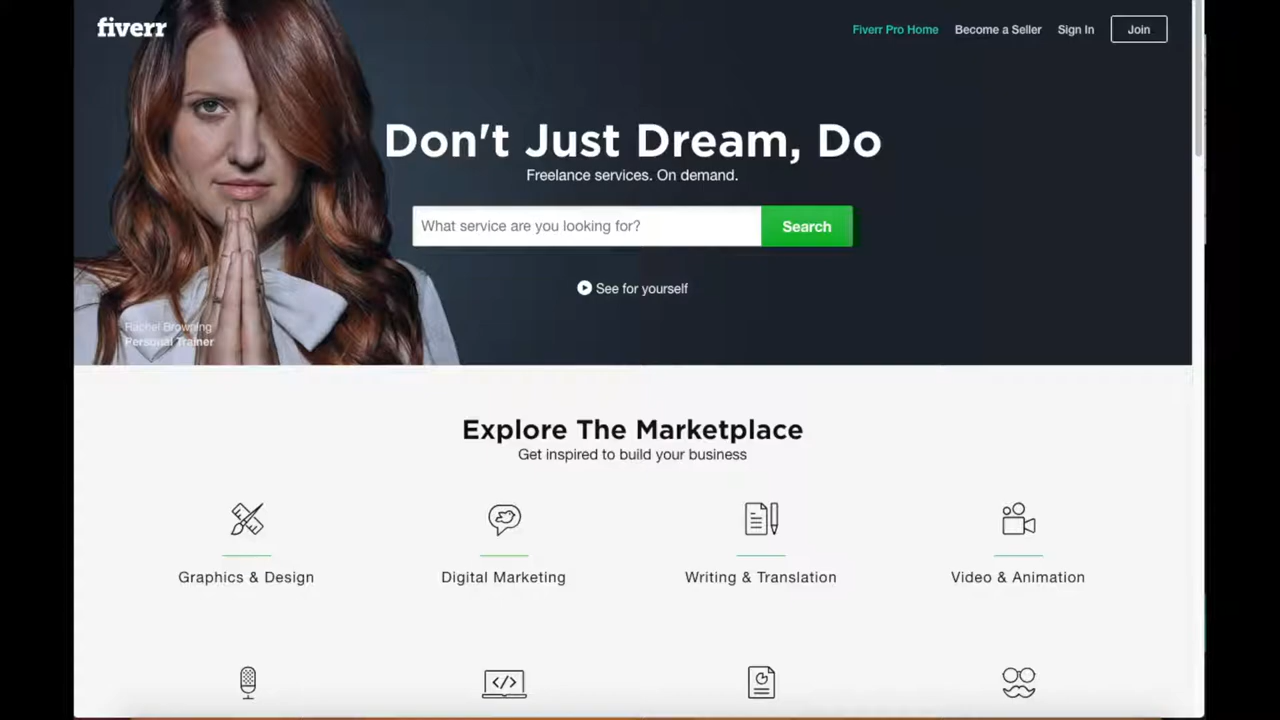 fiverr
Fiverr Pro Home
Become a Seller
Sign In
Join
Don't Just Dream, Do
Freelance services. On demand.
What service are you looking for?
Search
See for yourself
Rachel Browning
Personal Trainer
Explore The Marketplace
Get inspired to build your business
Graphics & Design
Digital Marketing
Writing & Translation
Video & Animation